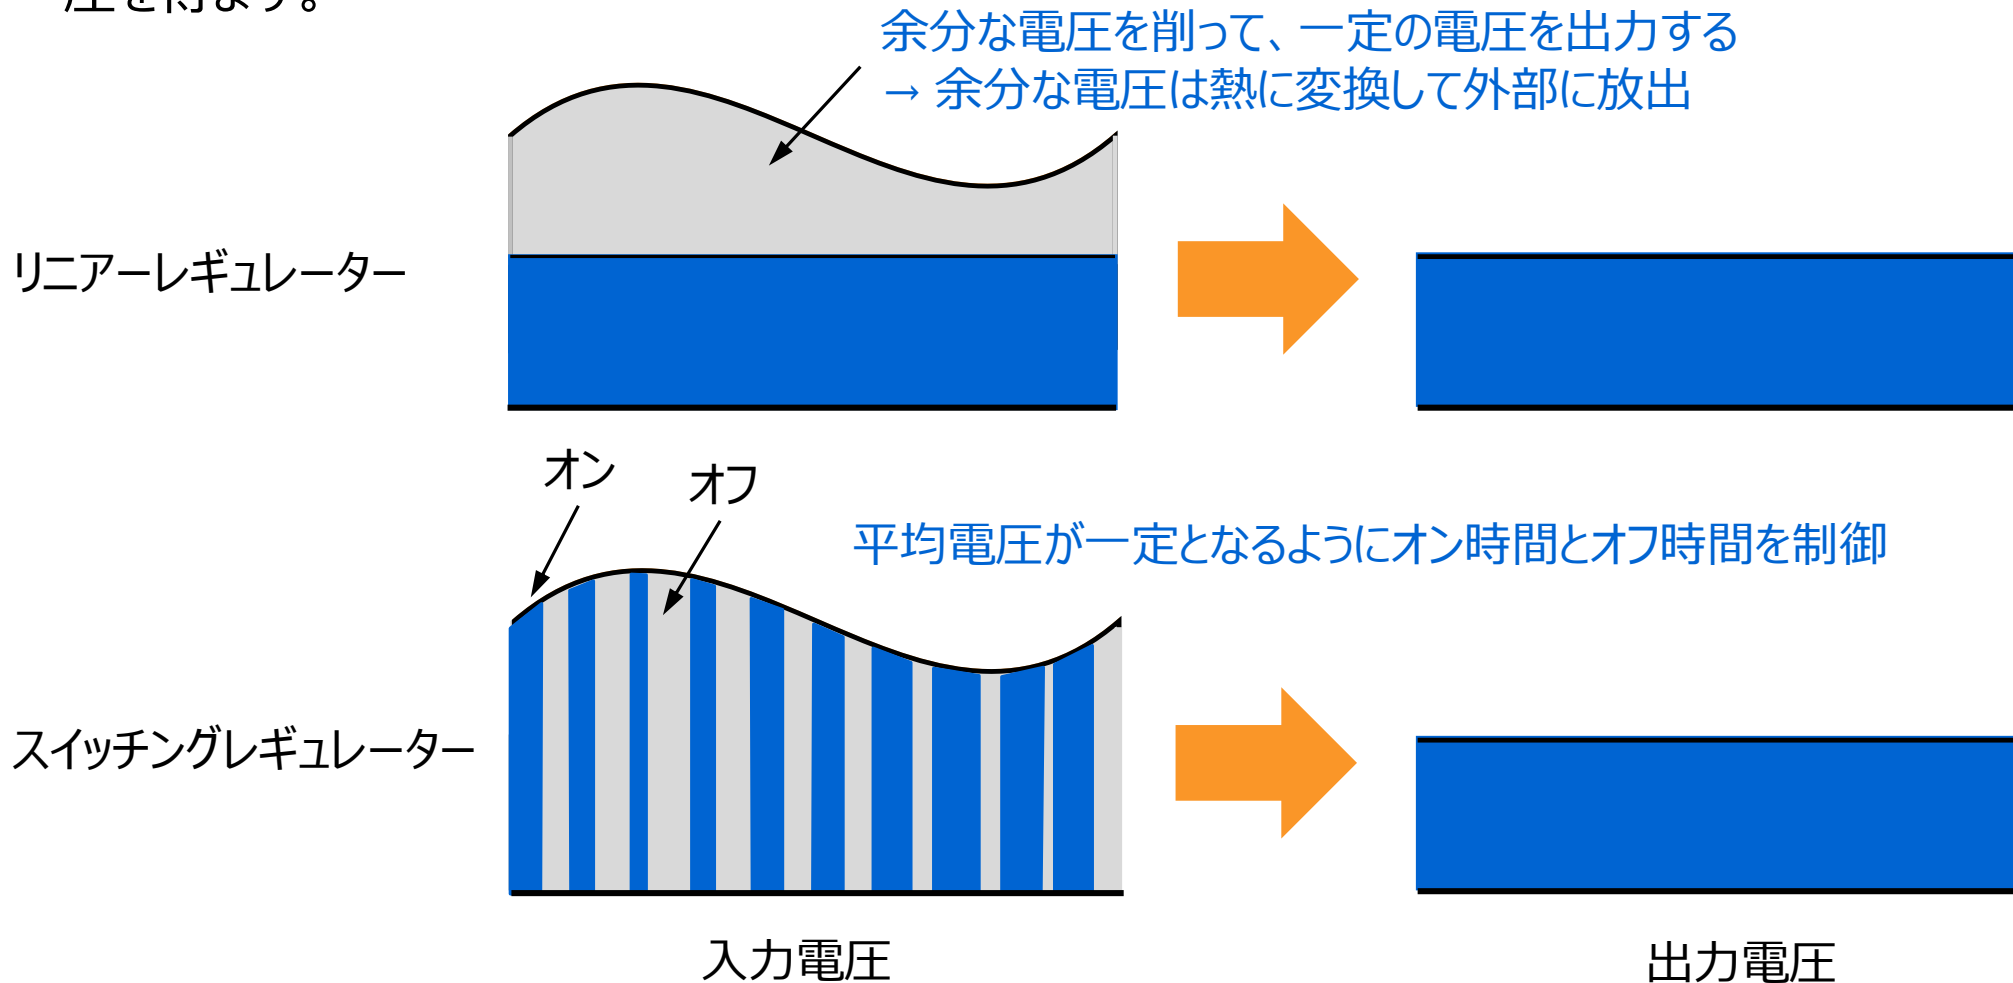 圧を得ます。
余分な電圧を削って、一定の電圧を出力する
→ 余分な電圧は熱に変換して外部に放出
リニアーレギュレーター
オン
オフ
平均電圧が一定となるようにオン時間とオフ時間を制御
スイッチングレギュレーター
入力電圧
出力電圧